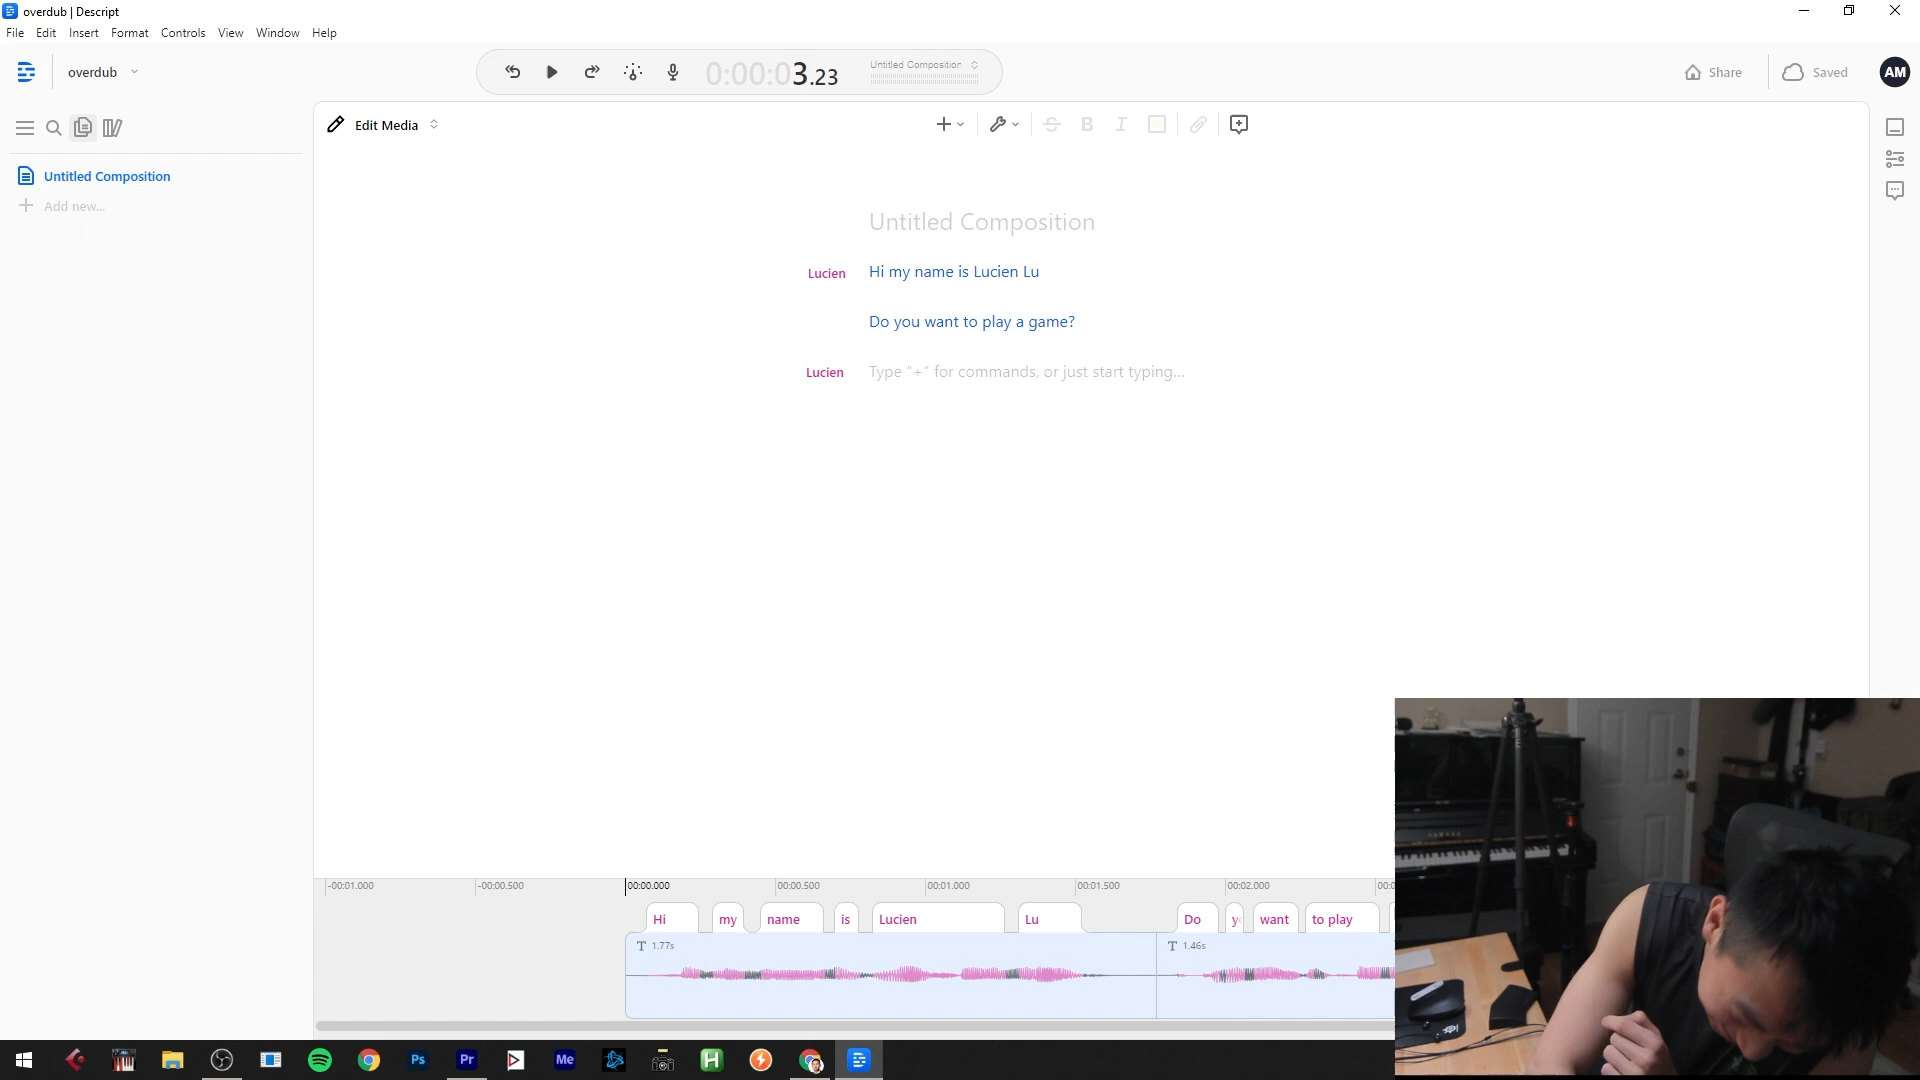 overdub | Descript
File Edit Insert Format Controls View Window Help
overdub
0:00:03.23
Untitled Composition
Share
Saved
AM
Edit Media
B I
Untitled Composition
Add new...
Untitled Composition
Lucien Hi my name is Lucien Lu
Do you want to play a game?
Lucien Type "+" for commands, or just start typing...
-00:01.000 -00:00.500 00:00.000 00:00.500 00:01.000 00:01.500 00:02.000
Hi my name is Lucien Lu Do want to play
T 1.77s T 1.46s
Ps Pr Me H